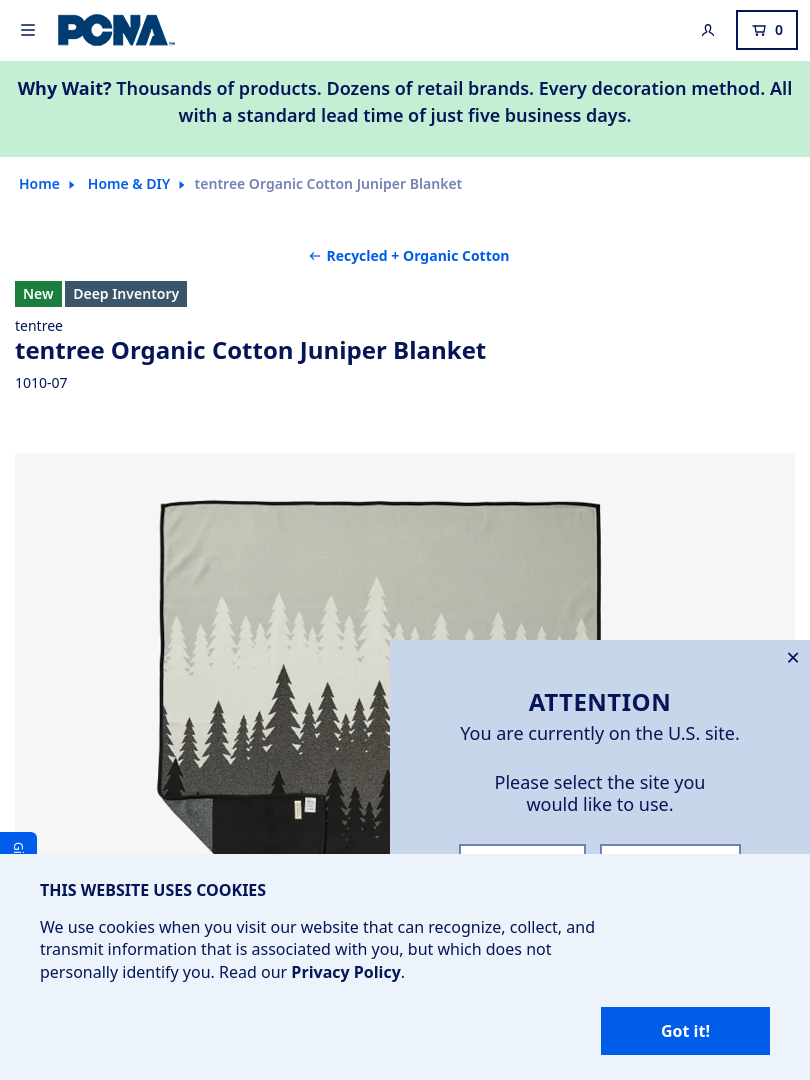 PCNA
0
Why Wait? Thousands of products. Dozens of retail brands. Every decoration method. All
with a standard lead time of just five business days.
Home
Home & DIY
tentree Organic Cotton Juniper Blanket
Recycled + Organic Cotton
New
Deep Inventory
tentree
tentree Organic Cotton Juniper Blanket
1010-07
ATTENTION
You are currently on the U.S. site.
Please select the site you
would like to use.
THIS WEBSITE USES COOKIES
We use cookies when you visit our website that can recognize, collect, and
transmit information that is associated with you, but which does not
personally identify you. Read our Privacy Policy.
Got it!